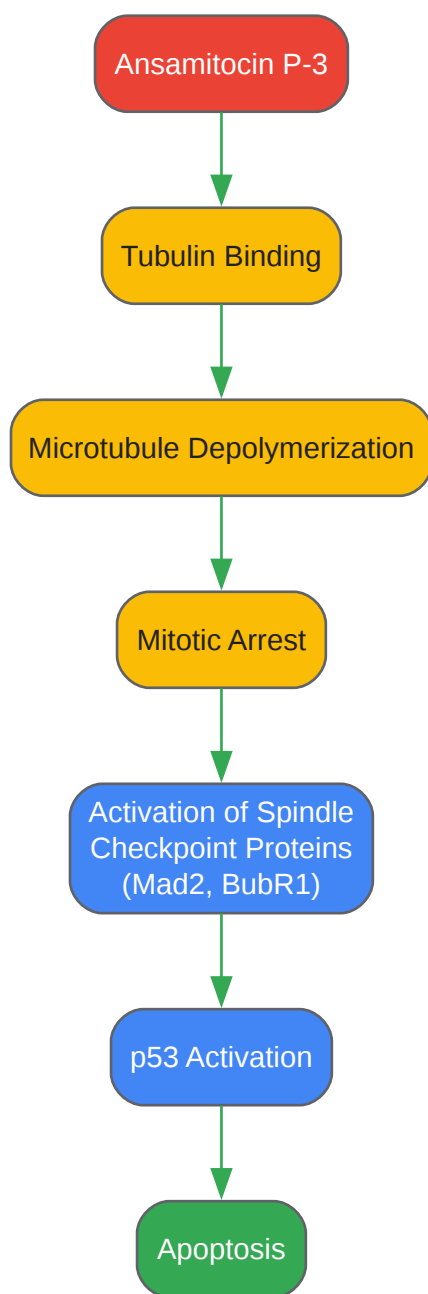 Ansamitocin P-3
Tubulin Binding
Microtubule Depolymerization
Mitotic Arrest
Activation of Spindle
Checkpoint Proteins
(Mad2, BubR1)
p53 Activation
Apoptosis